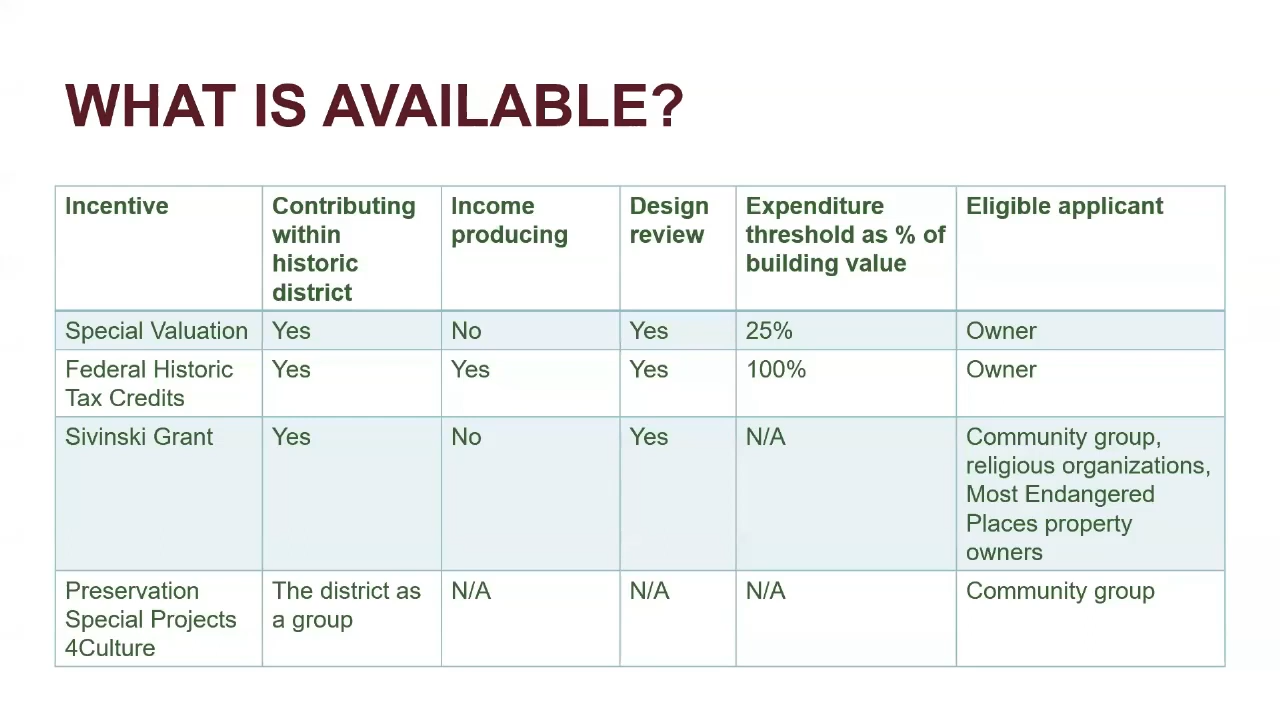 WHAT IS AVAILABLE?
Incentive
Contributing
within
historic
district
Income
producing
Design
review
Expenditure
threshold as % of
building value
Eligible applicant
Special Valuation
Yes
No
Yes
25%
Owner
Federal Historic
Tax Credits
Yes
Yes
Yes
100%
Owner
Sivinski Grant
Yes
No
Yes
N/A
Community group,
religious organizations,
Most Endangered
Places property
owners
Preservation
Special Projects
4Culture
The district as
a group
N/A
N/A
N/A
Community group